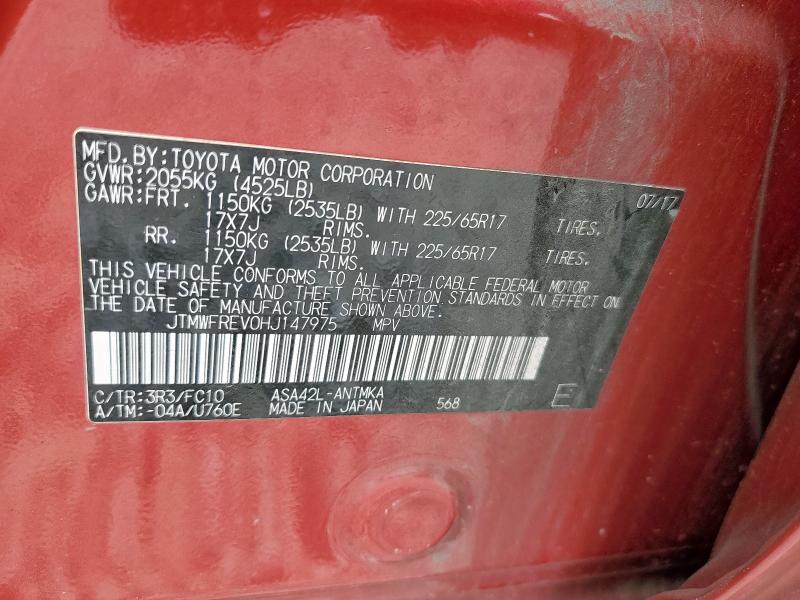 MFD.BY:TOYOTA MOTOR CORPORATION 07/17
GVWR:2055KG (4525LB)
GAWR:FRT. 1150KG (2535LB) WITH 225/65R17 TIRES.
17X7J RIMS.
RR. 1150KG (2535LB) WITH 225/65R17 TIRES.
17X7J RIMS.
THIS VEHICLE CONFORMS TO ALL APPLICABLE FEDERAL MOTOR
VEHICLE SAFETY AND THEFT PREVENTION STANDARDS IN EFFECT ON
THE DATE OF MANUFACTURE SHOWN ABOVE.
JTMWFREV0HJ147975 MPV
C/TR:3R3/FC10 ASA42L-ANTMKA
A/TM:-04A/U760E MADE IN JAPAN 568 E